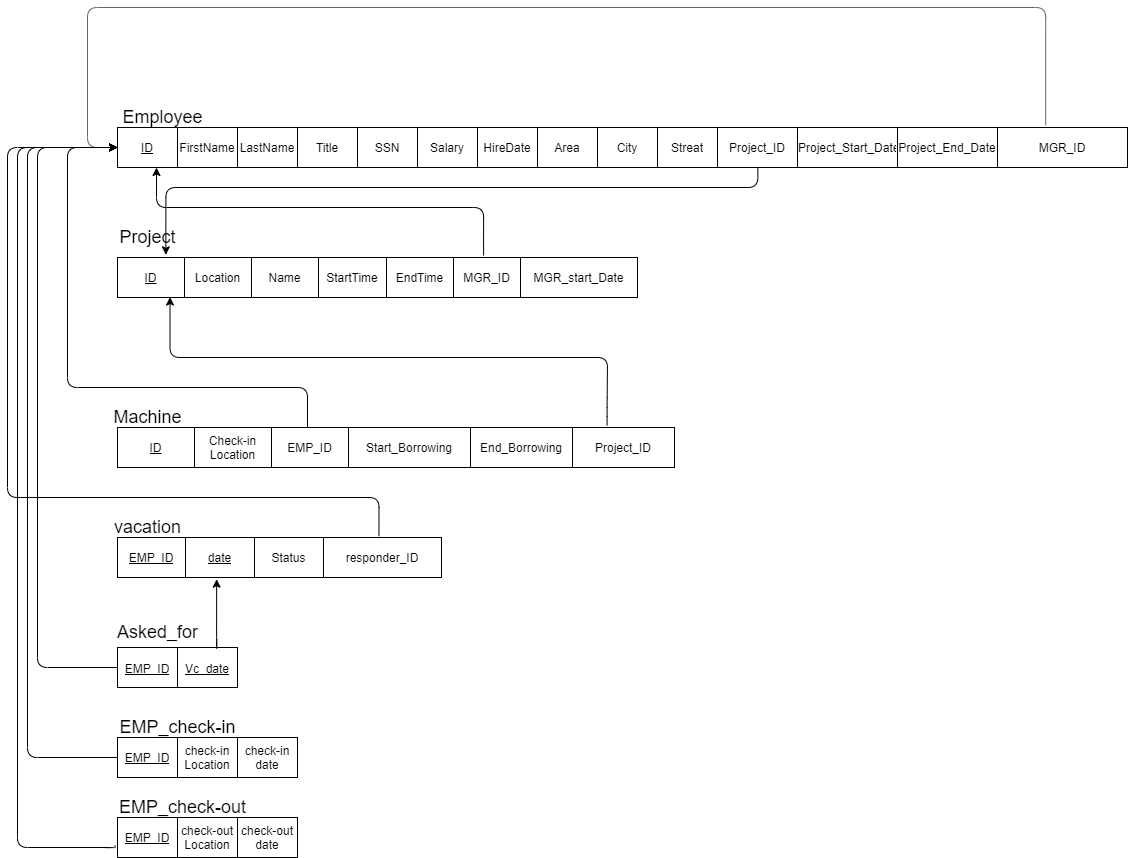 Employee
ID FirstName LastName Title SSN Salary HireDate Area City Streat Project_ID Project_Start_Date Project_End_Date MGR_ID
Project
ID Location Name StartTime EndTime MGR_ID MGR_start_Date
Machine
ID Check-in Location EMP_ID Start_Borrowing End_Borrowing Project_ID
vacation
EMP_ID date Status responder_ID
Asked_for
EMP_ID Vc_date
EMP_check-in
EMP_ID check-in Location check-in date
EMP_check-out
EMP_ID check-out Location check-out date